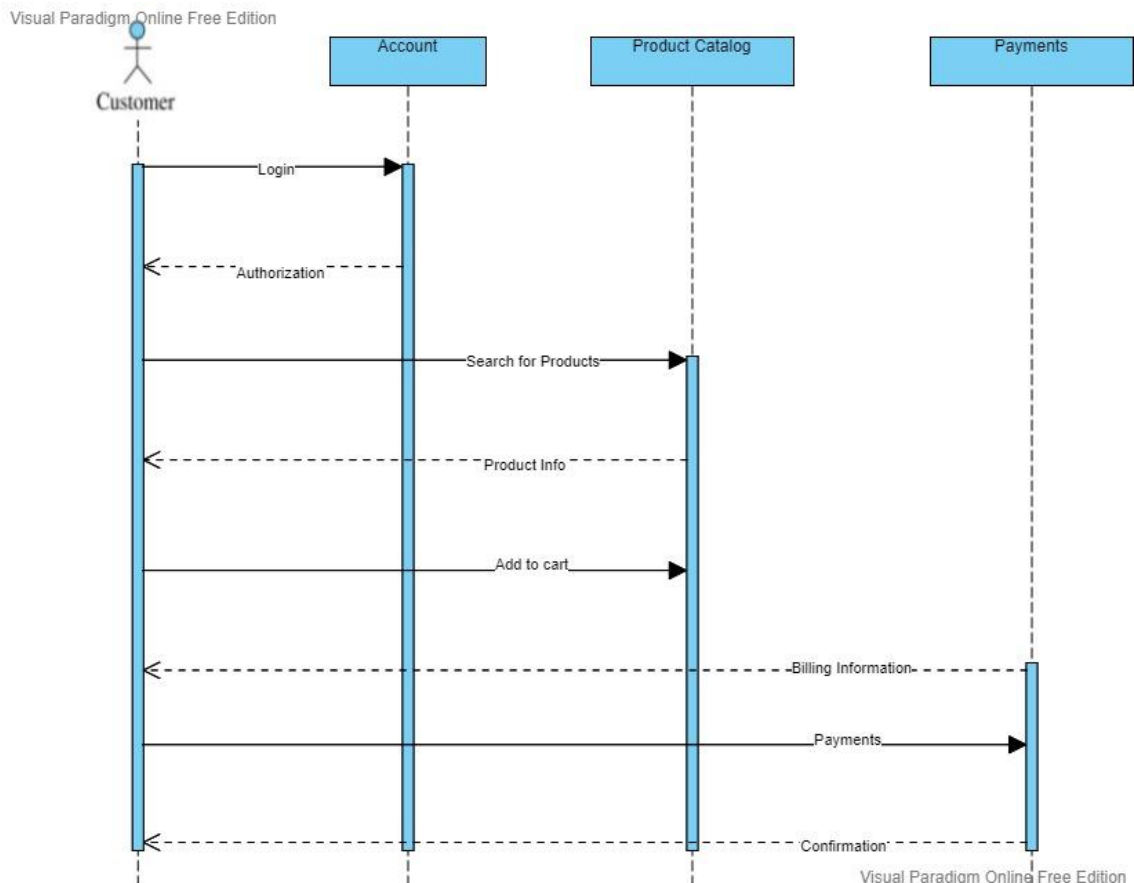 Visual Paradigm Online Free Edition
Account
Product Catalog
Payments
Customer
Login
Authorization
Search for Products
Product Info
Add to cart
Billing Information
Payments
Confirmation
Visual Paradigm Online Free Edition